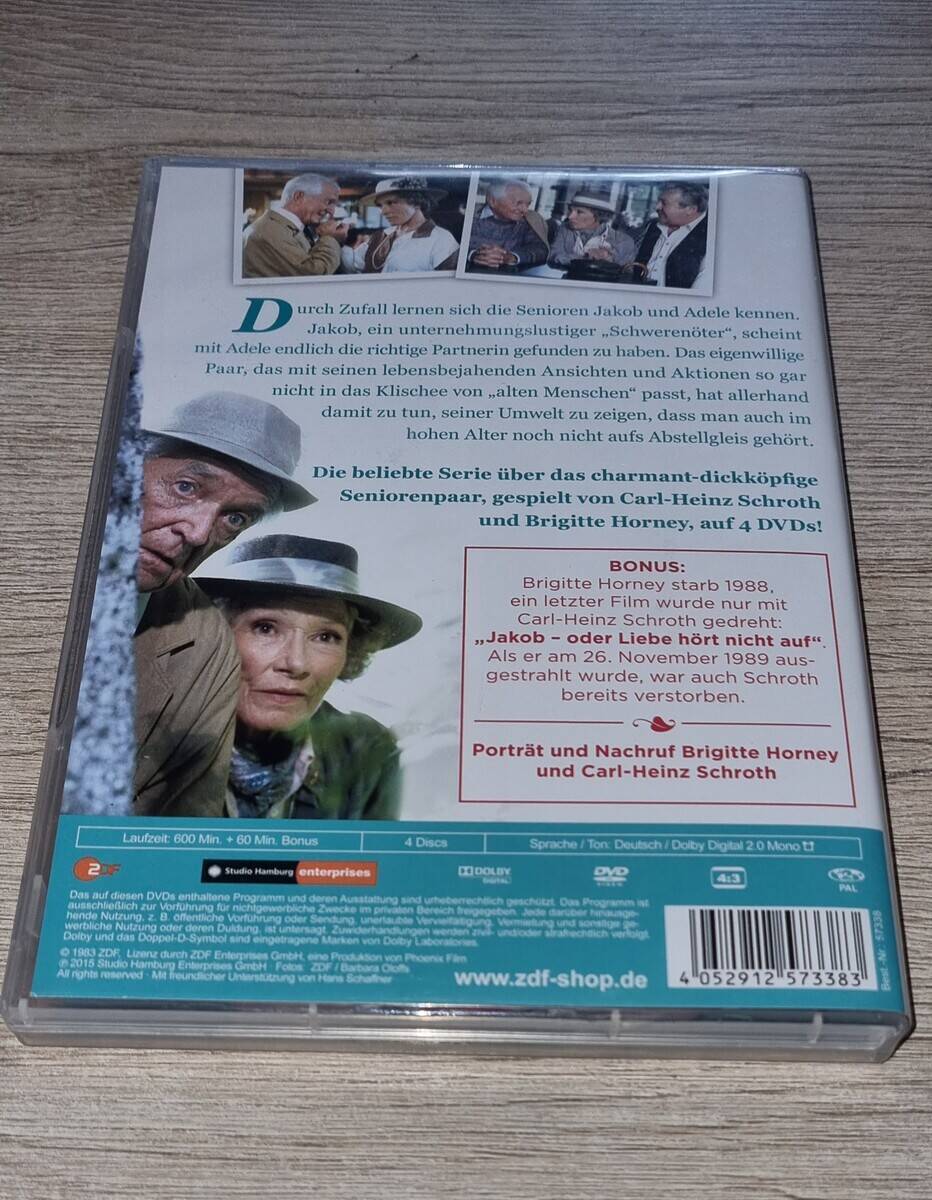 Durch Zufall lernen sich die Senioren Jakob und Adele kennen.
Jakob, ein unternehmungslustiger „Schwerenöter“, scheint
mit Adele endlich die richtige Partnerin gefunden zu haben. Das eigenwillige
Paar, das mit seinen lebensbejahenden Ansichten und Aktionen so gar
nicht in das Klischee von „alten Menschen“ passt, hat allerhand
damit zu tun, seiner Umwelt zu zeigen, dass man auch im
hohen Alter noch nicht aufs Abstellgleis gehört.
Die beliebte Serie über das charmant-dickköpfige
Seniorenpaar, gespielt von Carl-Heinz Schroth
und Brigitte Horney, auf 4 DVDs!
BONUS:
Brigitte Horney starb 1988,
ein letzter Film wurde nur mit
Carl-Heinz Schroth gedreht:
„Jakob – oder Liebe hört nicht auf“.
Als er am 26. November 1989 aus-
gestrahlt wurde, war auch Schroth
bereits verstorben.
Porträt und Nachruf Brigitte Horney
und Carl-Heinz Schroth
Laufzeit: 600 Min. + 60 Min. Bonus
4 Discs
Sprache / Ton: Deutsch / Dolby Digital 2.0 Mono
ZDF
Studio Hamburg enterprises
DOLBY
DIGITAL
DVD
VIDEO
4:3
PAL
Das auf diesen DVDs enthaltene Programm und deren Ausstattung sind urheberrechtlich geschützt. Das Programm ist
ausschließlich zur Vorführung für nichtgewerbliche Zwecke im privaten Bereich freigegeben. Jede darüber hinausge-
hende Nutzung, z. B. öffentliche Vorführung oder Sendung, unerlaubte Vervielfältigung, Vermietung und sonstige ge-
werbliche Nutzung oder deren Duldung, ist untersagt. Zuwiderhandlungen werden zivil- und/oder strafrechtlich verfolgt.
Dolby und das Doppel-D-Symbol sind eingetragene Marken von Dolby Laboratories.
© 1983 ZDF, Lizenz durch ZDF Enterprises GmbH, eine Produktion von Phoenix Film
℗ 2015 Studio Hamburg Enterprises GmbH · Fotos: ZDF / Barbara Oloffs
All rights reserved · Mit freundlicher Unterstützung von Hans Schaffner
www.zdf-shop.de
4 052912 573383
Best.-Nr. 57338